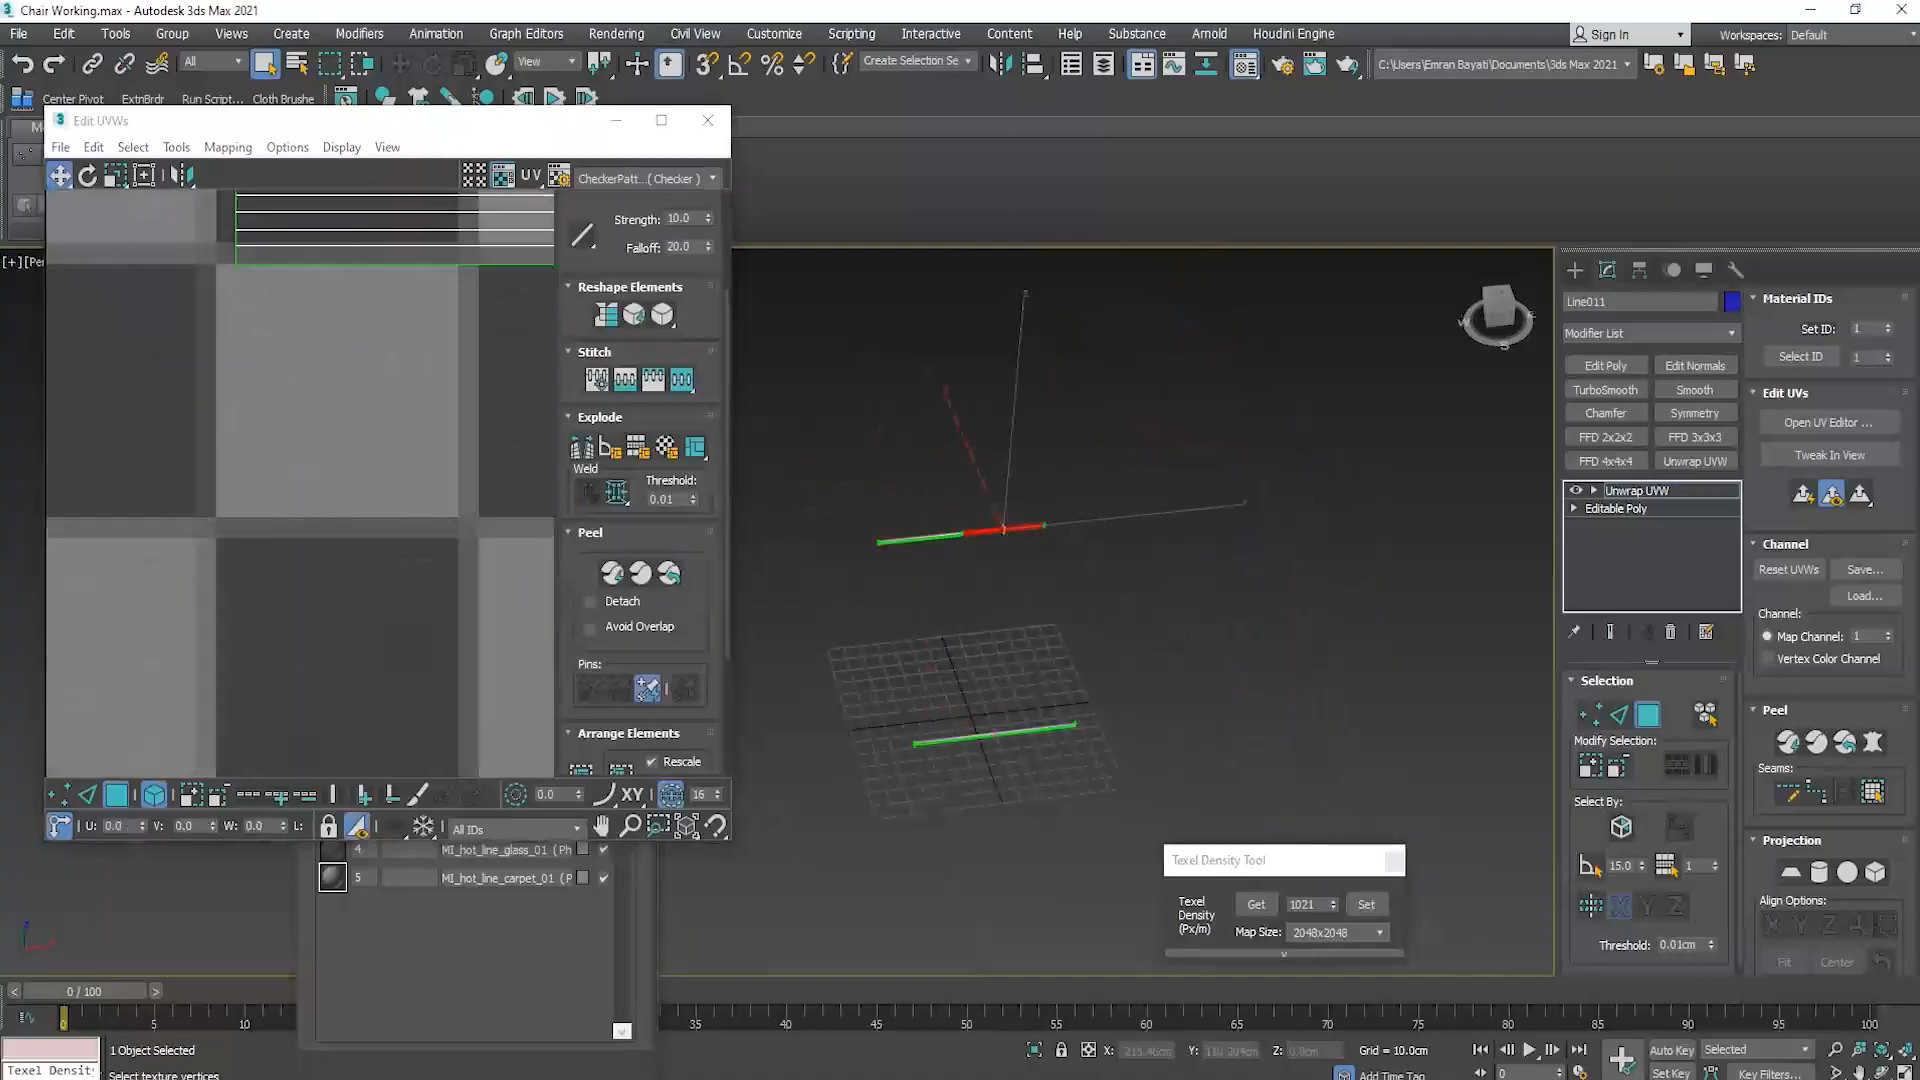 Chair Working.max - Autodesk 3ds Max 2021
File Edit Tools Group Views Create Modifiers Animation Graph Editors Rendering Civil View Customize Scripting Interactive Content Help Substance Arnold Houdini Engine
Sign In
Workspaces: Default
All
View
Create Selection Se
C:\Users\Emran Bayati\Documents\3ds Max 2021
Center Pivot ExtnBrdr Run Script... Cloth Brushe
Edit UVWs
File Edit Select Tools Mapping Options Display View
UV
CheckerPatt...( Checker )
Strength: 10.0
Falloff: 20.0
Reshape Elements
Stitch
Explode
Weld
Threshold:
0.01
Peel
Detach
Avoid Overlap
Pins:
Arrange Elements
Rescale
0.0
XY
16
U: 0.0 V: 0.0 W: 0.0 L:
All IDs
4 MI_hot_line_glass_01 ( Ph
5 MI_hot_line_carpet_01 ( P
[+][Per
W
S
Texel Density Tool
Texel Density (Px/m)
Get 1021 Set
Map Size: 2048x2048
Line011
Modifier List
Edit Poly Edit Normals
TurboSmooth Smooth
Chamfer Symmetry
FFD 2x2x2 FFD 3x3x3
FFD 4x4x4 Unwrap UVW
Unwrap UVW
Editable Poly
Selection
Modify Selection:
Select By:
15.0
1
X Y Z
Threshold: 0.01cm
Material IDs
Set ID: 1
Select ID 1
Edit UVs
Open UV Editor ...
Tweak In View
Channel
Reset UVWs Save...
Load...
Channel:
Map Channel: 1
Vertex Color Channel
Peel
Seams:
Projection
Align Options:
X Y Z
Fit Center
0 / 100
0 5 10 35 40 45 50 55 60 65 70 75 80 85 90 95 100
1 Object Selected
Texel Density
Select texture vertices
X: 215.46cm Y: 110.204cm Z: 0.0cm Grid = 10.0cm
Add Time Tag
0
Auto Key Selected
Set Key Key Filters...